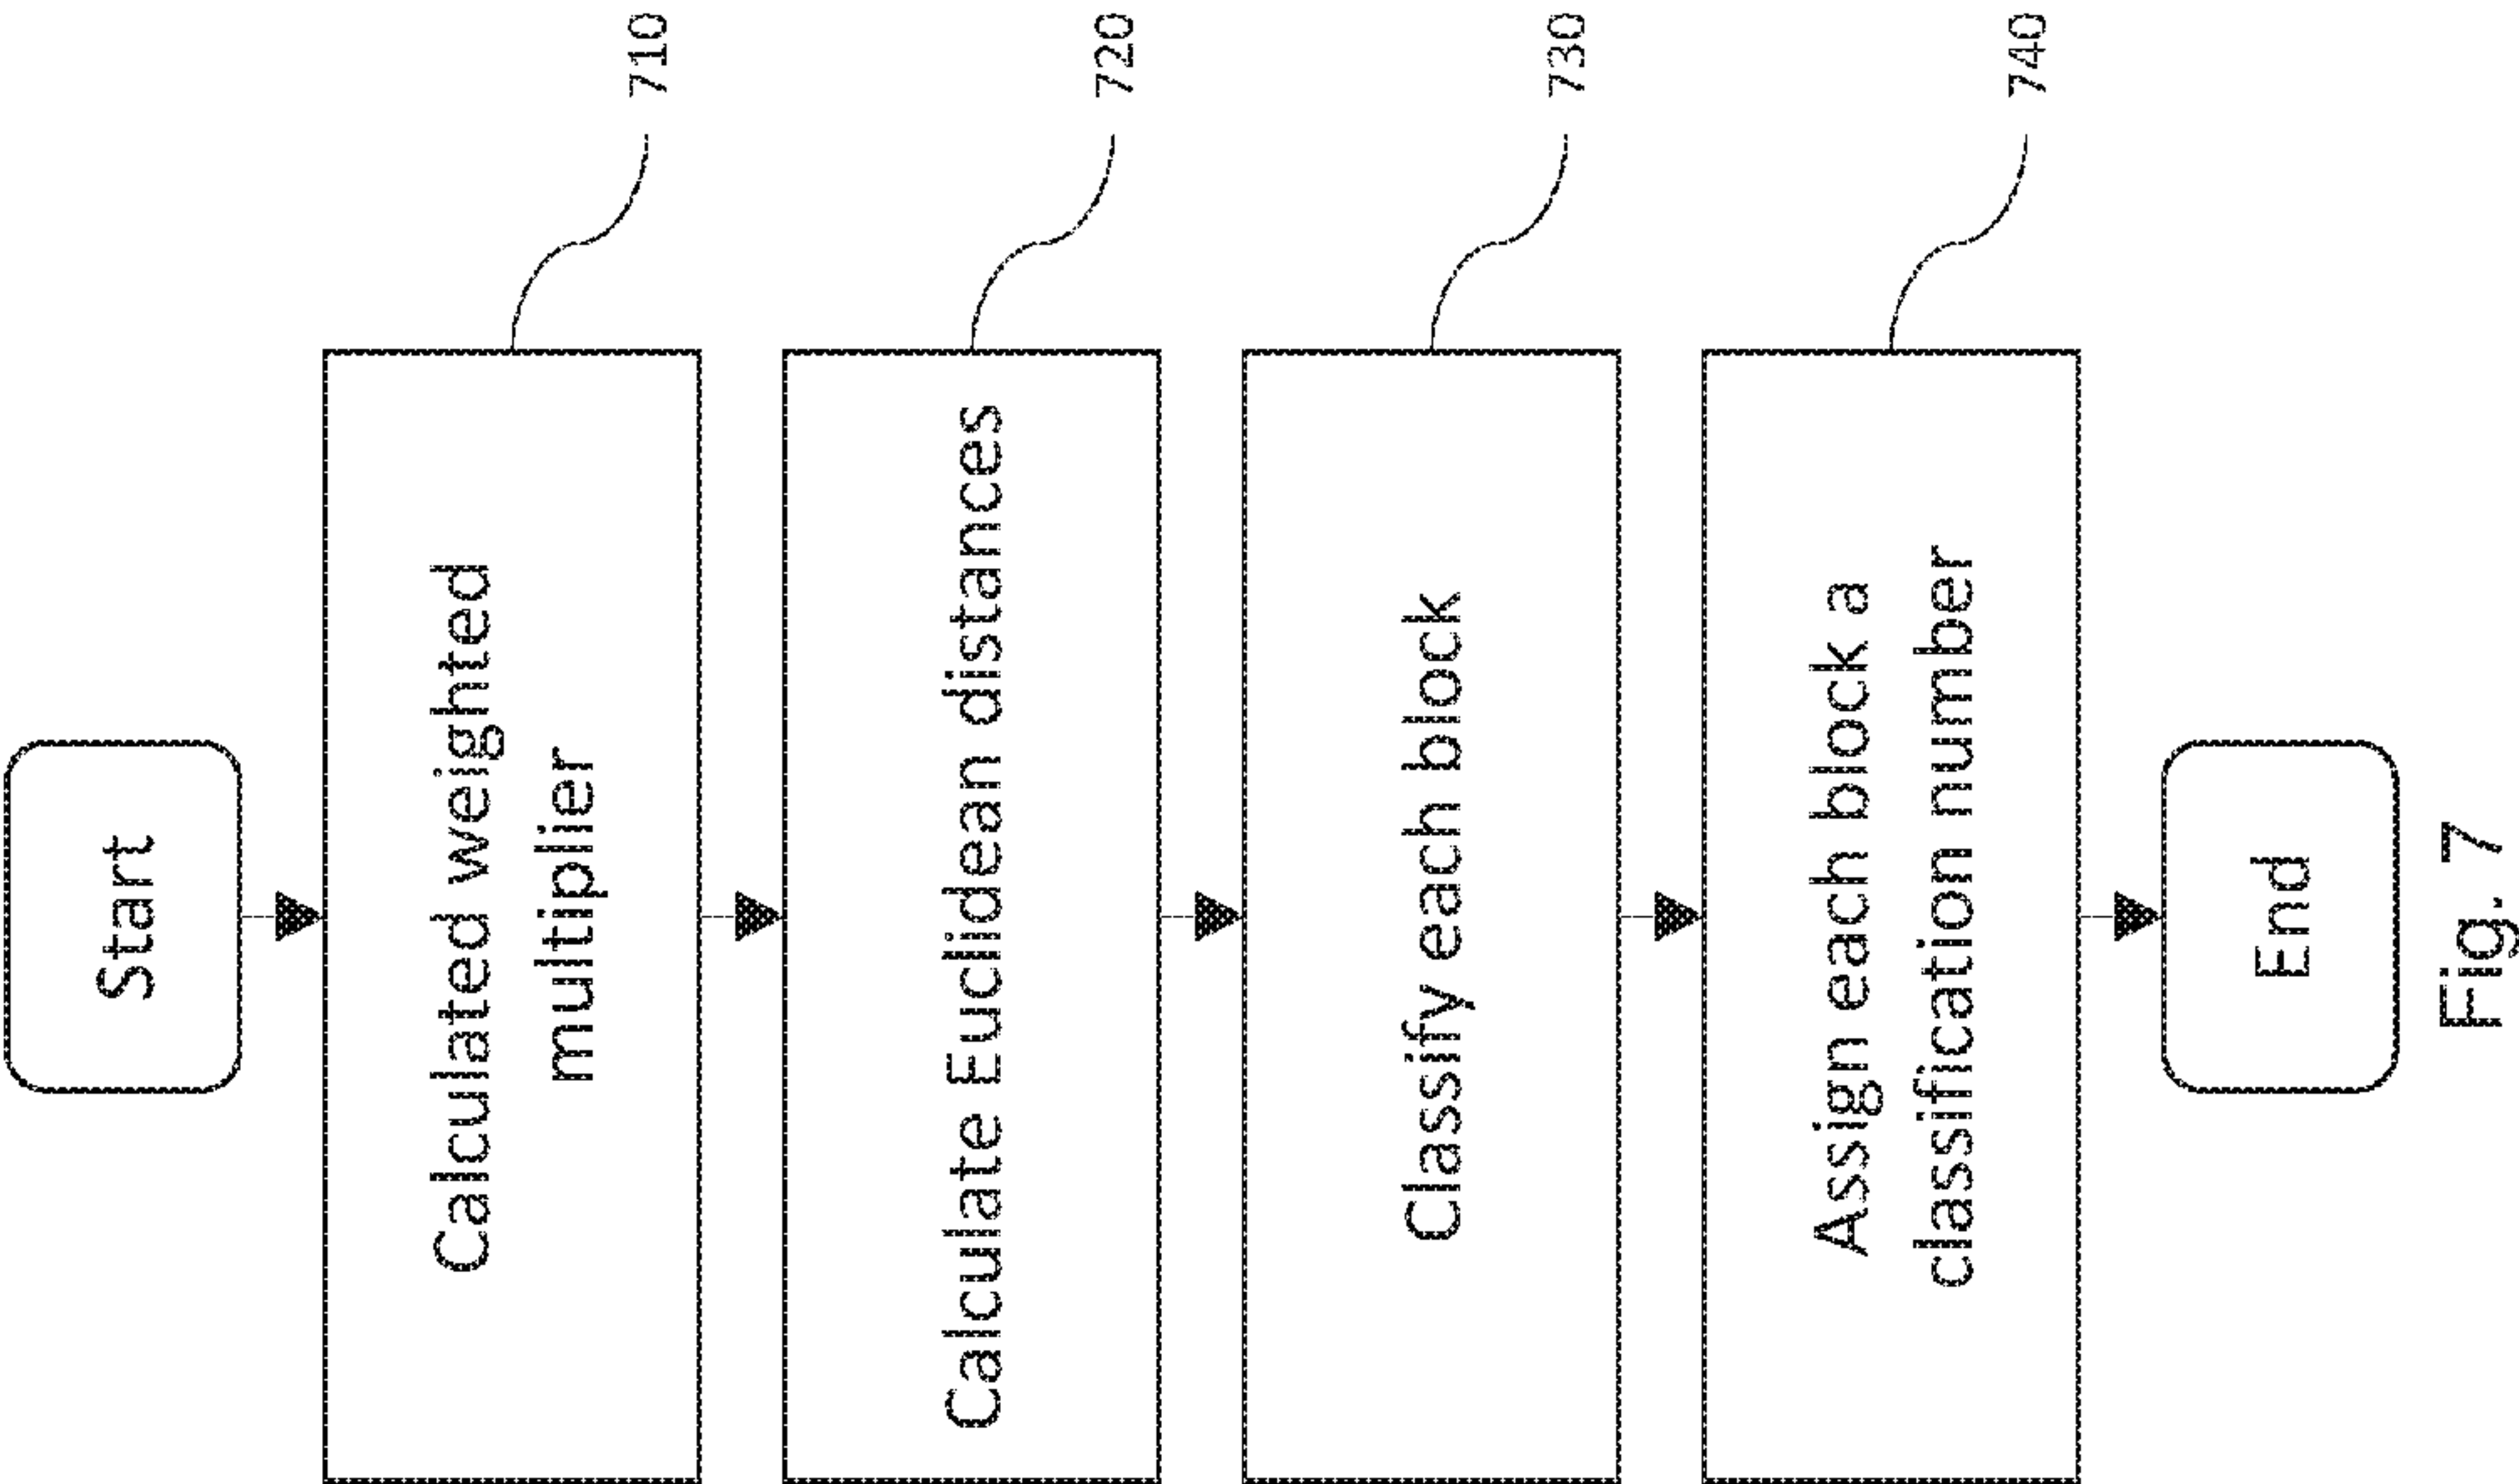 Start
Calculated weighted
multiplier
710
Calculate Euclidean distances
720
Classify each block
730
Assign each block a
classification number
740
End
Fig. 7